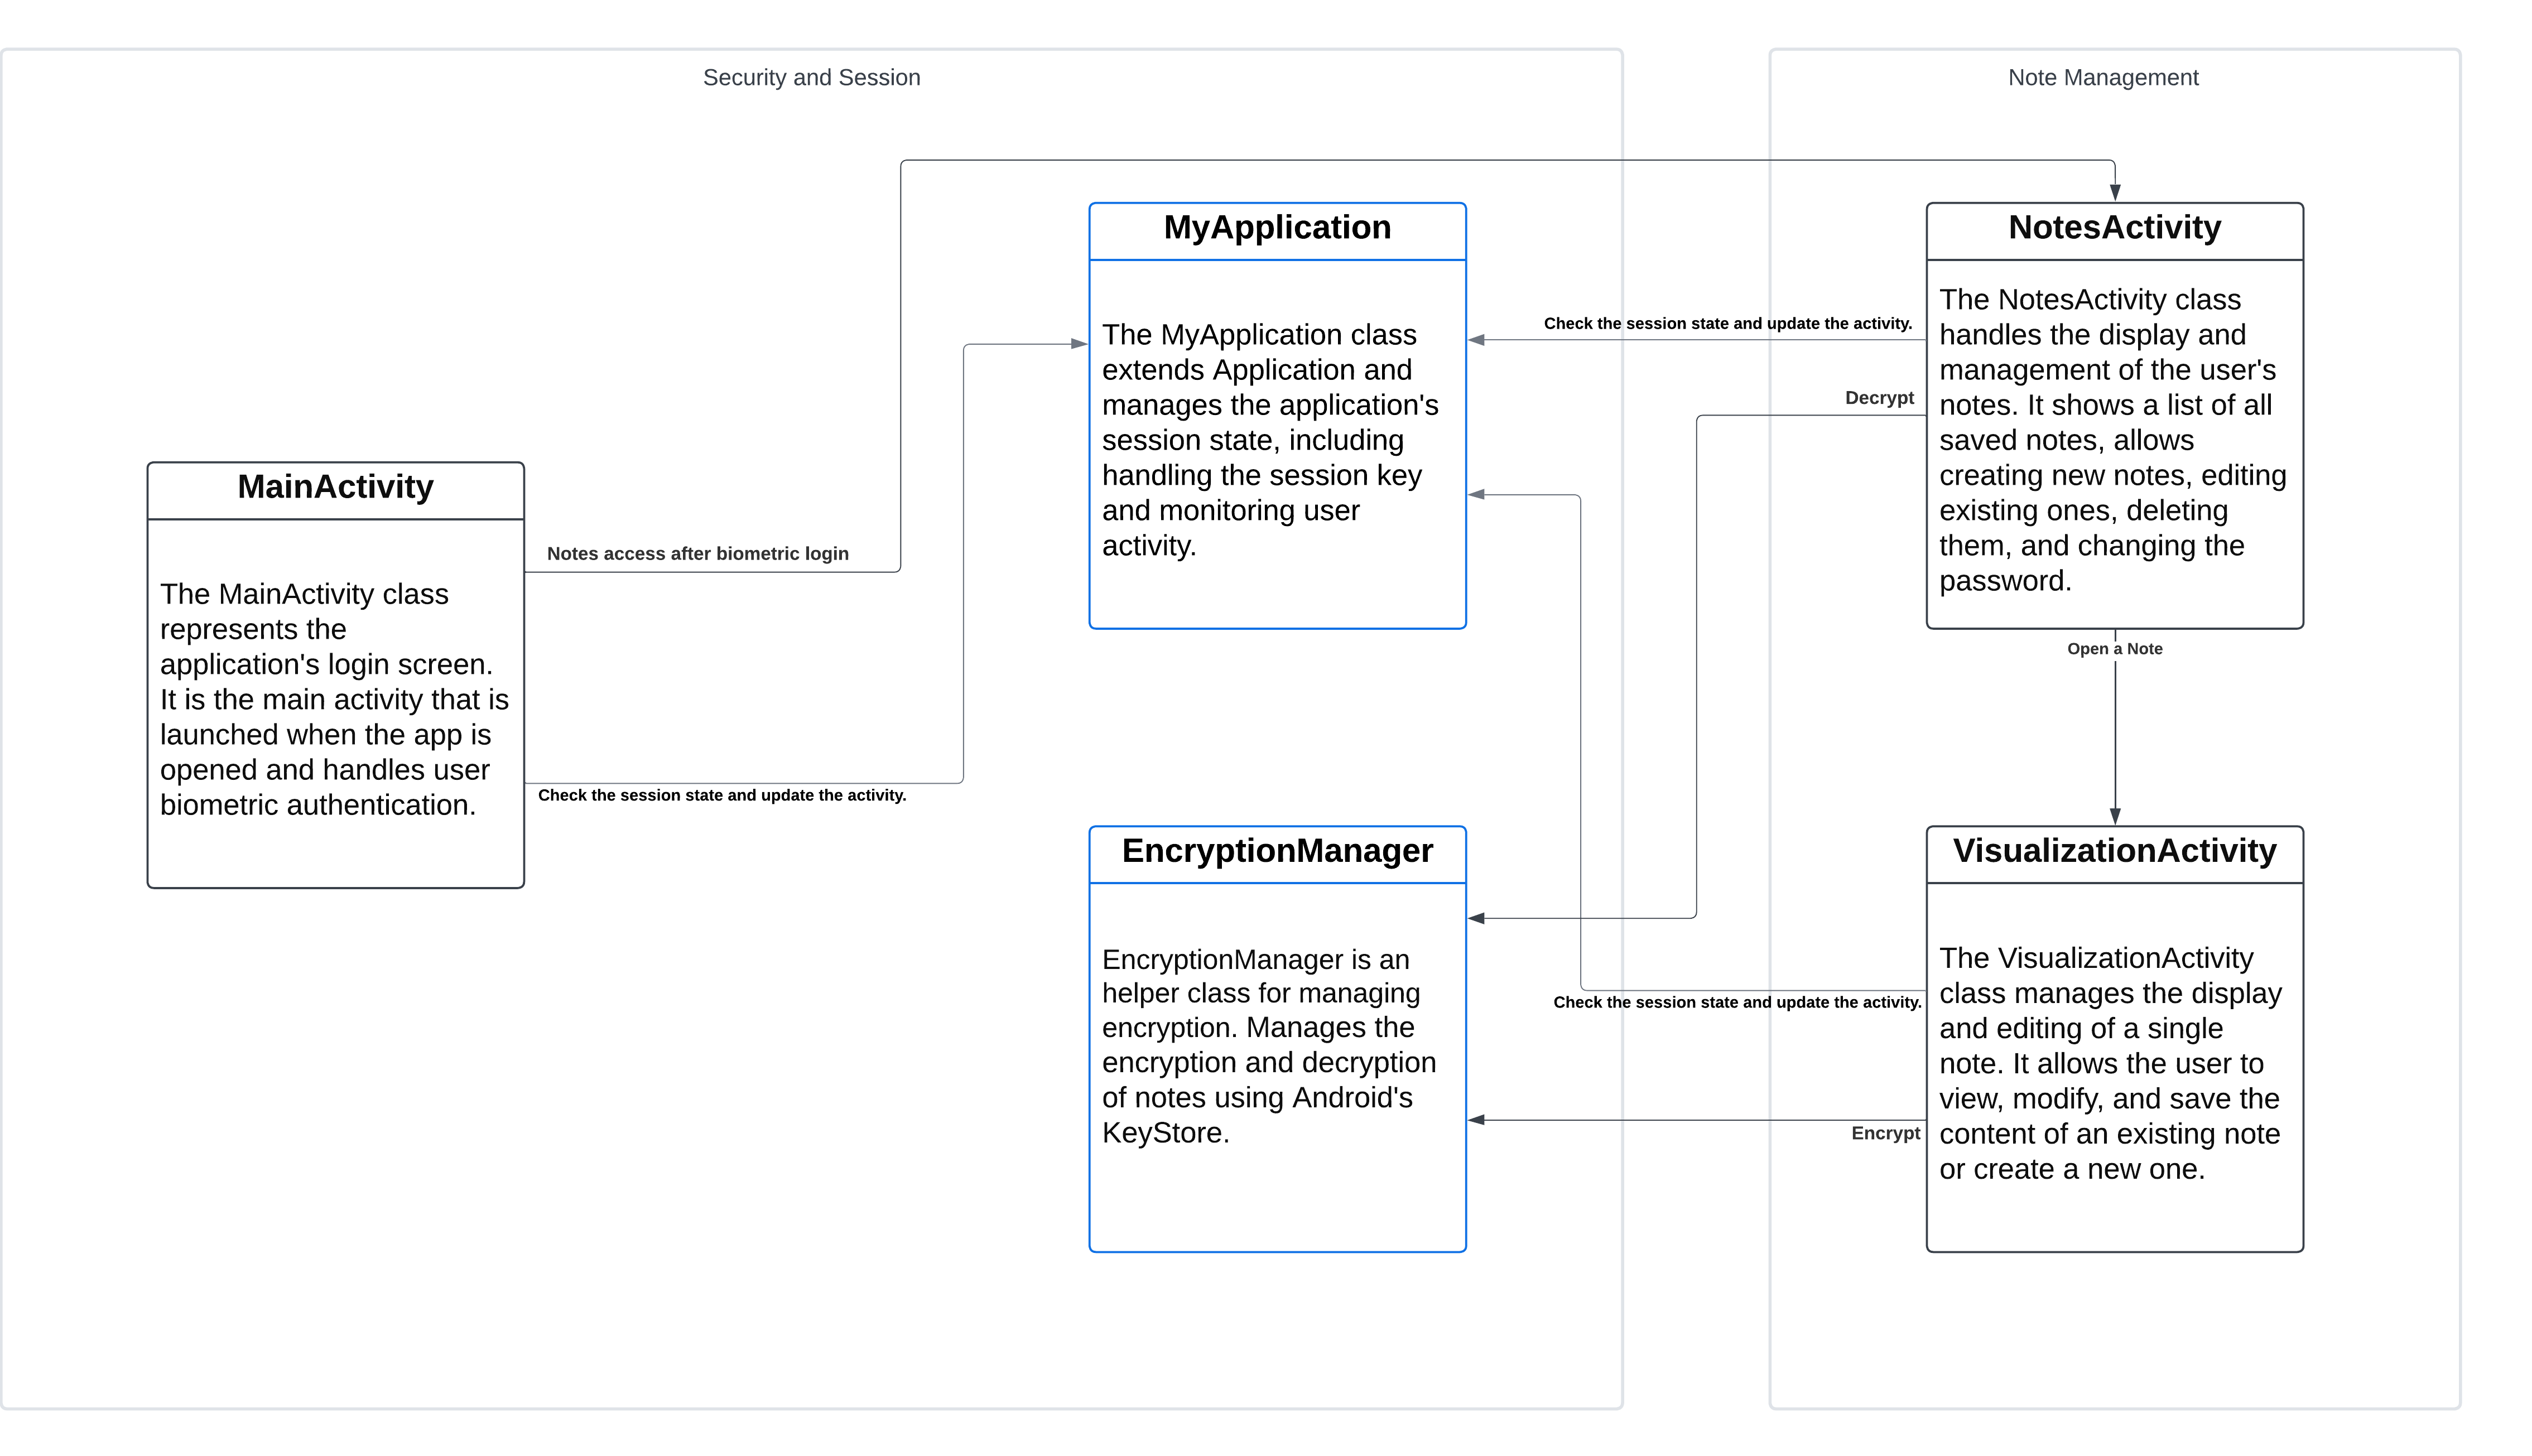 Security and Session
Note Management
MyApplication
The MyApplication class
extends Application and
manages the application's
session state, including
handling the session key
and monitoring user
activity.
NotesActivity
The NotesActivity class
handles the display and
management of the user's
notes. It shows a list of all
saved notes, allows
creating new notes, editing
existing ones, deleting
them, and changing the
password.
Check the session state and update the activity.
Decrypt
MainActivity
The MainActivity class
represents the
application's login screen.
It is the main activity that is
launched when the app is
opened and handles user
biometric authentication.
Notes access after biometric login
Check the session state and update the activity.
Open a Note
EncryptionManager
EncryptionManager is an
helper class for managing
encryption. Manages the
encryption and decryption
of notes using Android's
KeyStore.
VisualizationActivity
The VisualizationActivity
class manages the display
and editing of a single
note. It allows the user to
view, modify, and save the
content of an existing note
or create a new one.
Check the session state and update the activity.
Encrypt